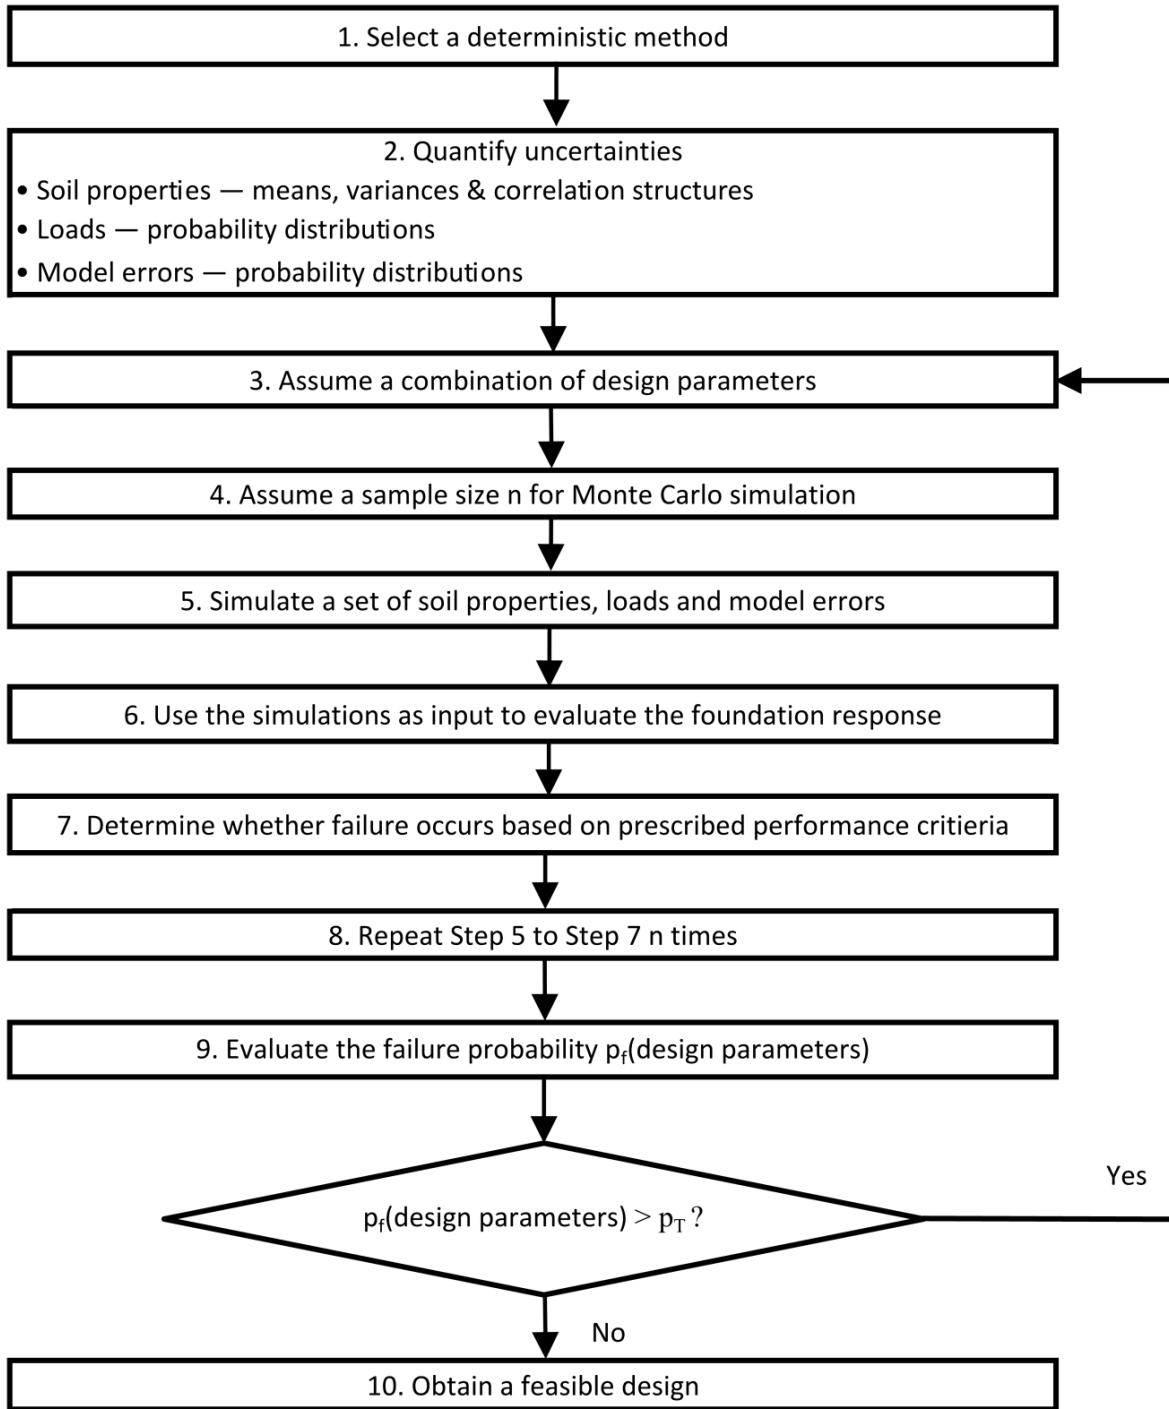 1. Select a deterministic method
2. Quantify uncertainties
• Soil properties — means, variances & correlation structures
• Loads — probability distributions
• Model errors — probability distributions
3. Assume a combination of design parameters
4. Assume a sample size n for Monte Carlo simulation
5. Simulate a set of soil properties, loads and model errors
6. Use the simulations as input to evaluate the foundation response
7. Determine whether failure occurs based on prescribed performance critieria
8. Repeat Step 5 to Step 7 n times
9. Evaluate the failure probability pf(design parameters)
Yes
pf(design parameters) > pT ?
No
10. Obtain a feasible design